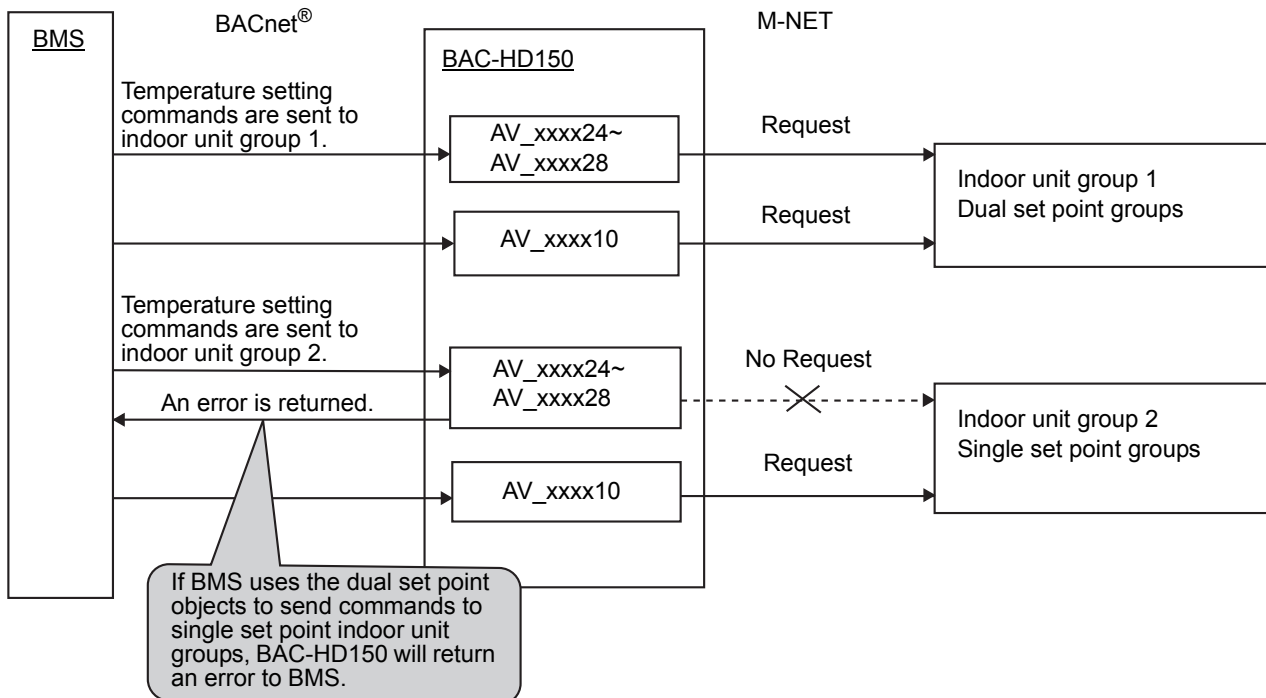 BACnet®
M-NET
BMS
BAC-HD150
Temperature setting
commands are sent to
indoor unit group 1.
AV_xxxx24~
AV_xxxx28
Request
Indoor unit group 1
Dual set point groups
AV_xxxx10
Request
Temperature setting
commands are sent to
indoor unit group 2.
AV_xxxx24~
AV_xxxx28
No Request
An error is returned.
Indoor unit group 2
Single set point groups
AV_xxxx10
Request
If BMS uses the dual set point
objects to send commands to
single set point indoor unit
groups, BAC-HD150 will return
an error to BMS.